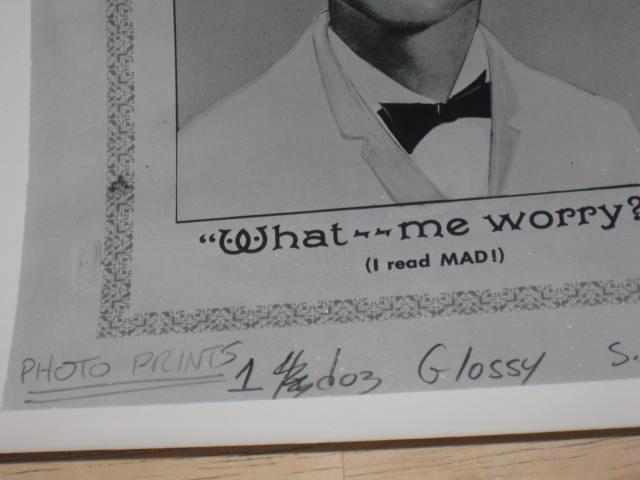 "What--me worry?
(I read MAD!)
PHOTO PRINTS 1 doz Glossy S.